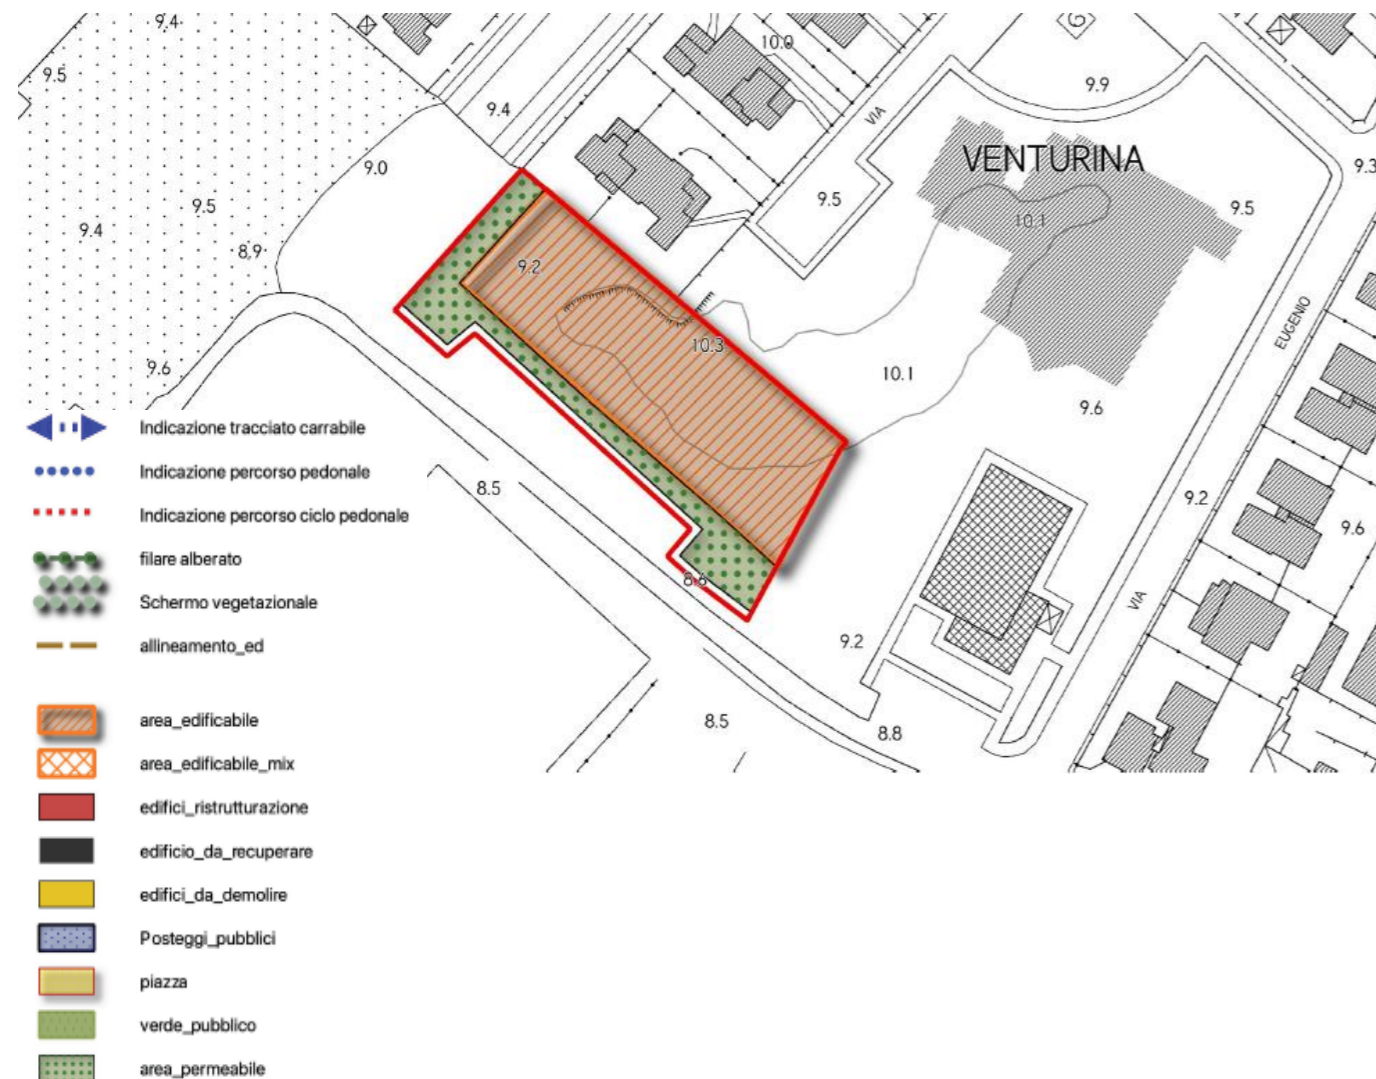 9.4
10.0
9.5
9.9
9.4
VIA
VENTURINA
9.0
9.3
9.5
9.5
9.5
10.1
9.4
8.9
9.2
EUGENIO
10.3
9.6
10.1
9.6
Indicazione tracciato carrabile
Indicazione percorso pedonale
8.5
9.2
Indicazione percorso ciclo pedonale
9.6
filare alberato
8.6
Schermo vegetazionale
VIA
allineamento_ed
9.2
area_edificabile
8.5
8.8
area_edificabile_mix
edifici_ristrutturazione
edificio_da_recuperare
edifici_da_demolire
Posteggi_pubblici
piazza
verde_pubblico
area_permeabile